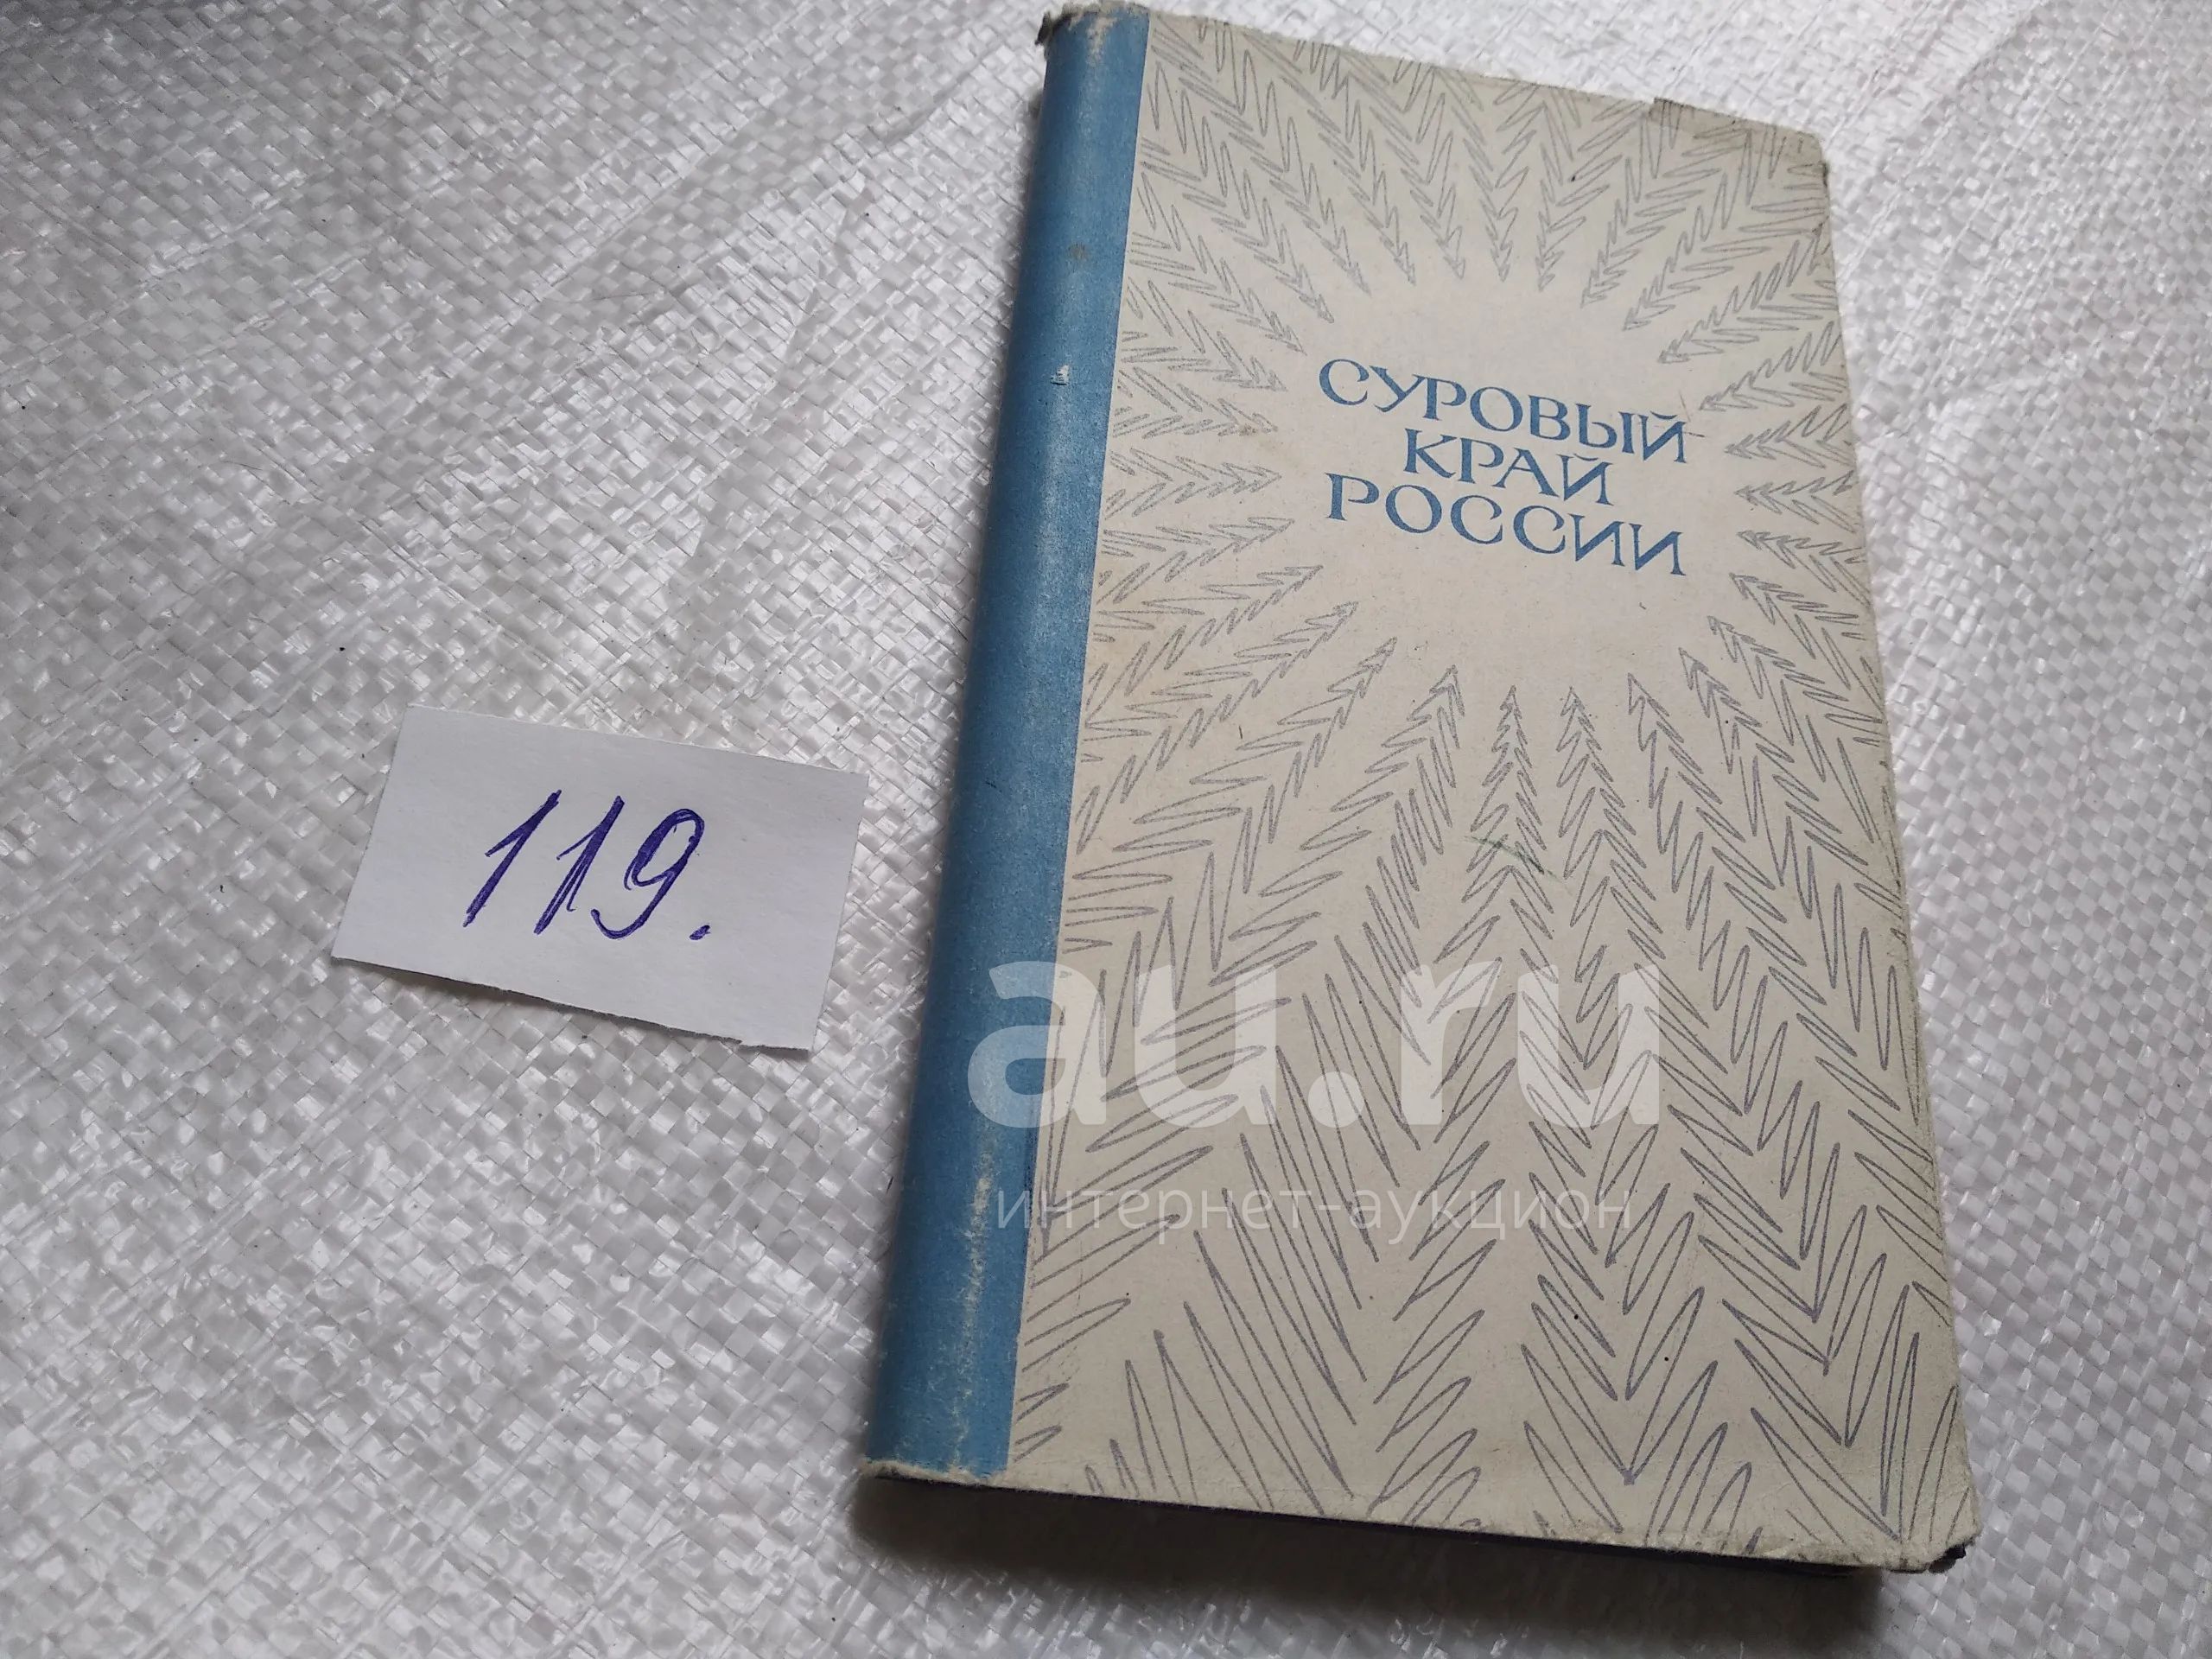 СУРОВЫЙ
КРАЙ
РОССИИ
119.
au.ru
интернет-аукцион